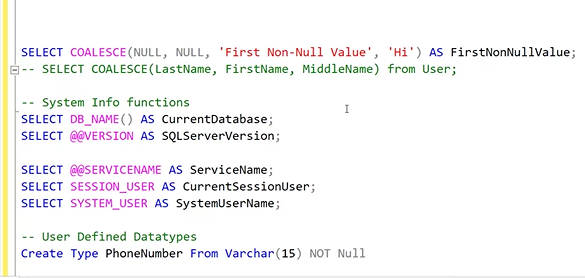 SELECT COALESCE(NULL, NULL, 'First Non-Null Value', 'Hi') AS FirstNonNullValue;
-- SELECT COALESCE(LastName, FirstName, MiddleName) from User;
-- System Info functions
SELECT DB_NAME() AS CurrentDatabase;
SELECT @@VERSION AS SQLServerVersion;
SELECT @@SERVICENAME AS ServiceName;
SELECT SESSION_USER AS CurrentSessionUser;
SELECT SYSTEM_USER AS SystemUserName;
-- User Defined Datatypes
Create Type PhoneNumber From Varchar(15) NOT Null